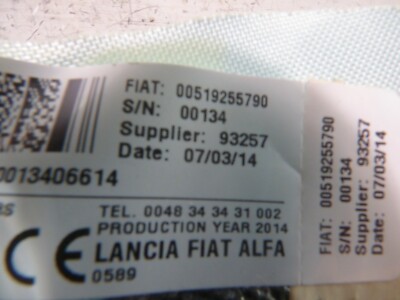 FIAT: 00519255790
S/N: 00134
Supplier: 93257
Date: 07/03/14
0013406614
TEL. 0048 34 34 31 002
PRODUCTION YEAR 2014
CE LANCIA FIAT ALFA
0589
FIAT: 00519255790
S/N: 00134
Supplier: 93257
Date: 07/03/14